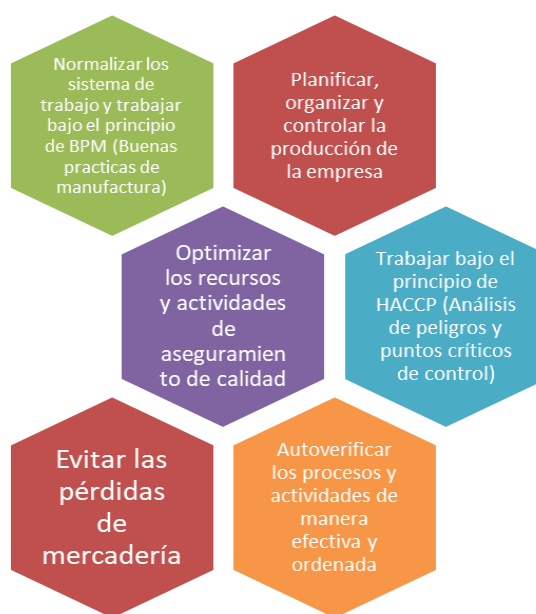 Normalizar los
sistema de
trabajo y trabajar
bajo el principio
de BPM (Buenas
practicas de
manufactura)
Planificar,
organizar y
controlar la
producción de
la empresa
Optimizar
los recursos
y actividades
de
aseguramien
to de calidad
Trabajar bajo el
principio de
HACCP (Análisis
de peligros y
puntos críticos
de control)
Evitar las
pérdidas
de
mercadería
Autoverificar
los procesos y
actividades de
manera
efectiva y
ordenada